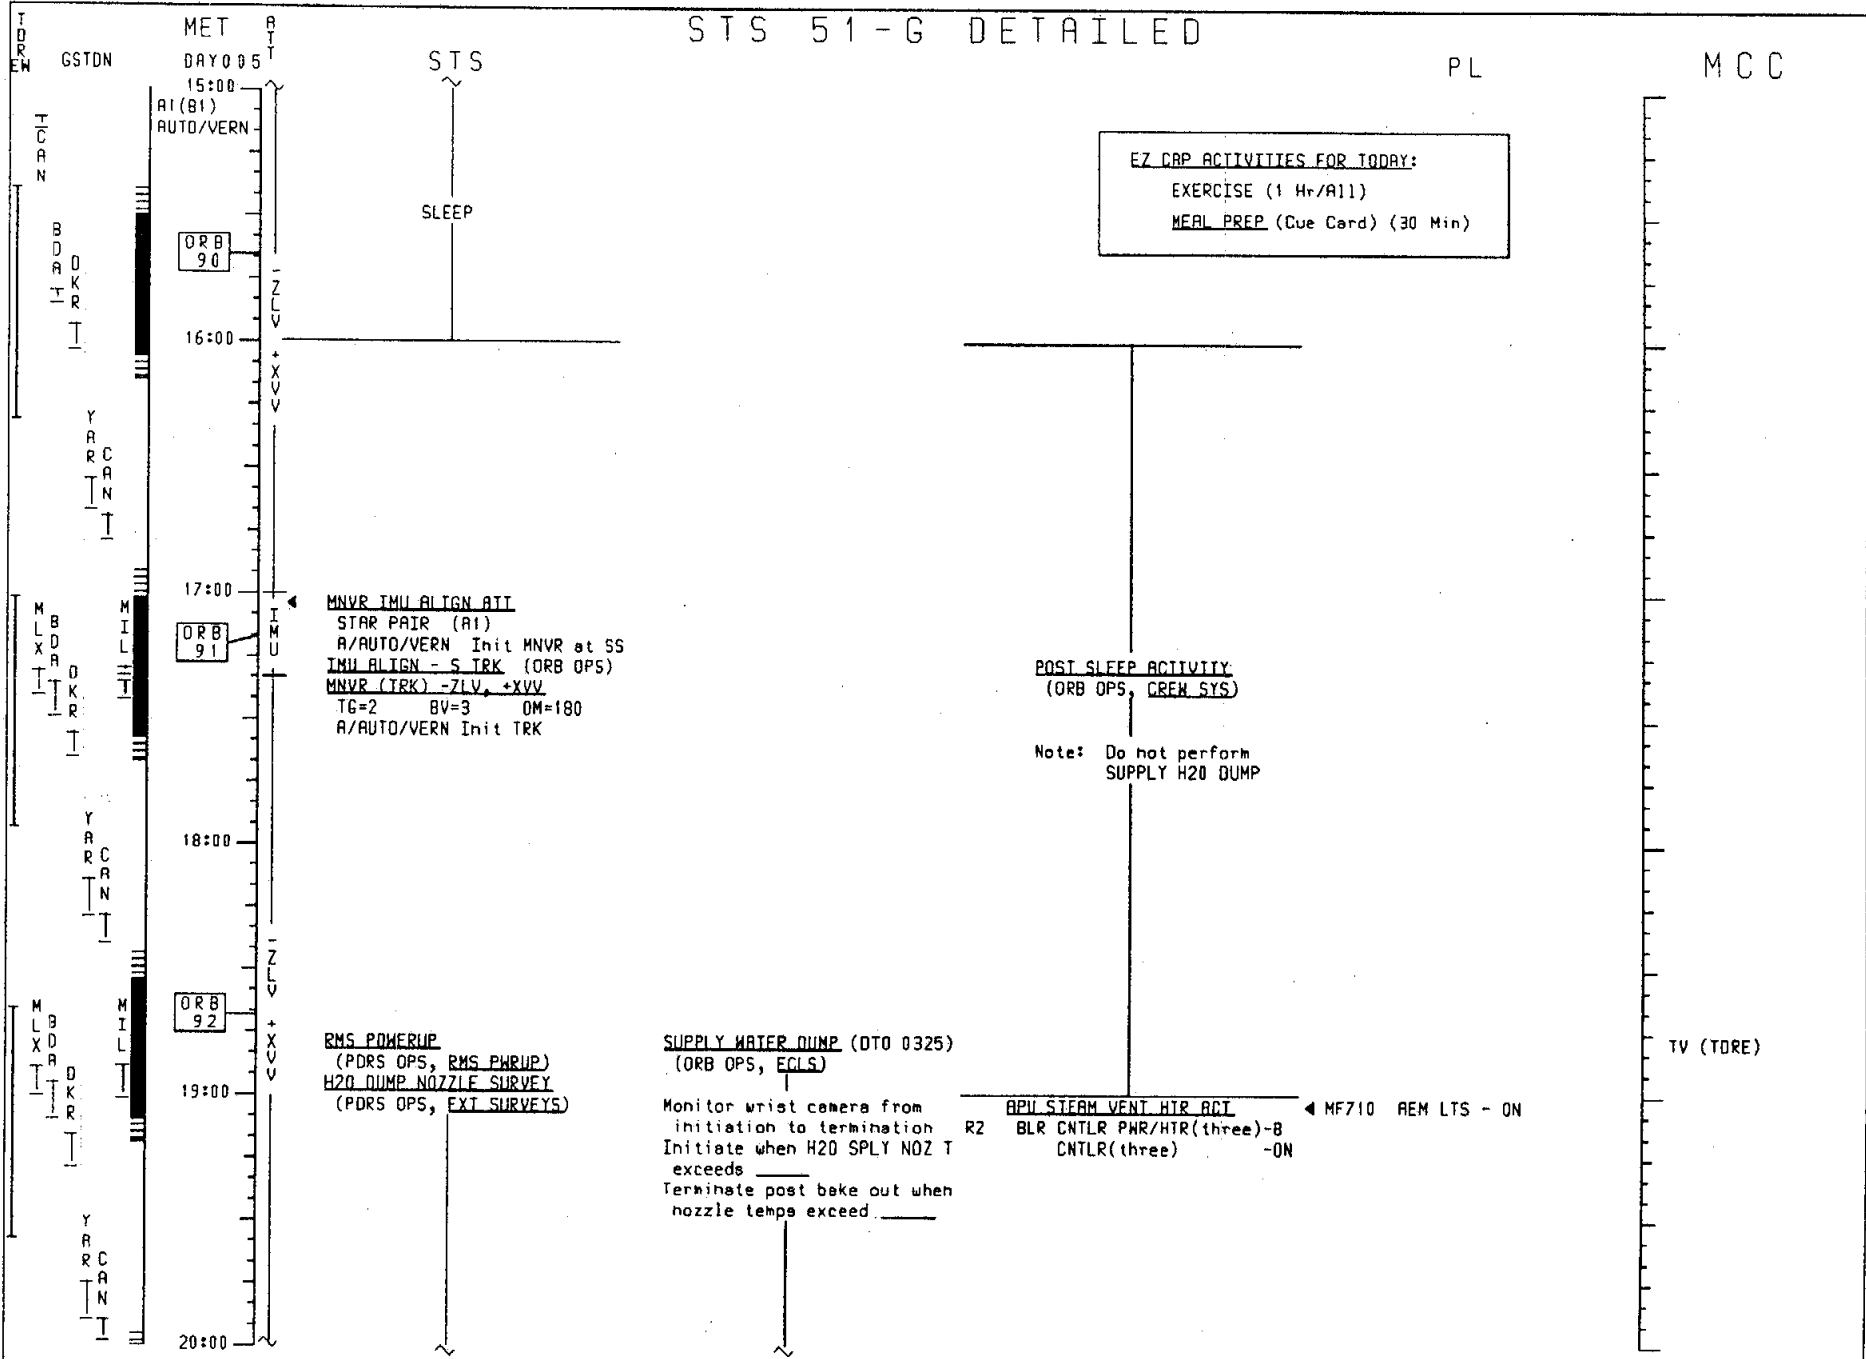 STS 51-G DETAILED
TDRE
EW
GSTDN
MET
DAY005
ATT
STS
PL
MCC
15:00
A1(B1)
AUTO/VERN
CAN
EZ CAP ACTIVITIES FOR TODAY:
EXERCISE (1 Hr/All)
MEAL PREP (Cue Card) (30 Min)
SLEEP
BDA
DKR
ORB
90
-ZLV +XVV
16:00
YAR
CAN
17:00
MNVR IMU ALIGN ATT
STAR PAIR (A1)
A/AUTO/VERN Init MNVR at SS
IMU ALIGN - S TRK (ORB OPS)
MNVR (TRK) -ZLV, +XVV
TG=2 BV=3 OM=180
A/AUTO/VERN Init TRK
MLX
BDA
DKR
MIL
ORB
91
IMU
POST SLEEP ACTIVITY
(ORB OPS, CREW SYS)
Note: Do not perform
SUPPLY H20 DUMP
18:00
YAR
CAN
-ZLV +XVV
MLX
BDA
DKR
MIL
ORB
92
RMS POWERUP
(PDRS OPS, RMS PWRUP)
H20 DUMP NOZZLE SURVEY
(PDRS OPS, EXT SURVEYS)
SUPPLY WATER DUMP (DTO 0325)
(ORB OPS, ECLS)
Monitor wrist camera from
initiation to termination
Initiate when H20 SPLY NOZ T
exceeds
Terminate post bake out when
nozzle temps exceed
TV (TDRE)
19:00
APU STEAM VENT HTR ACT
R2 BLR CNTLR PWR/HTR(three)-B
CNTLR(three) -ON
MF710 AEM LTS - ON
YAR
CAN
20:00